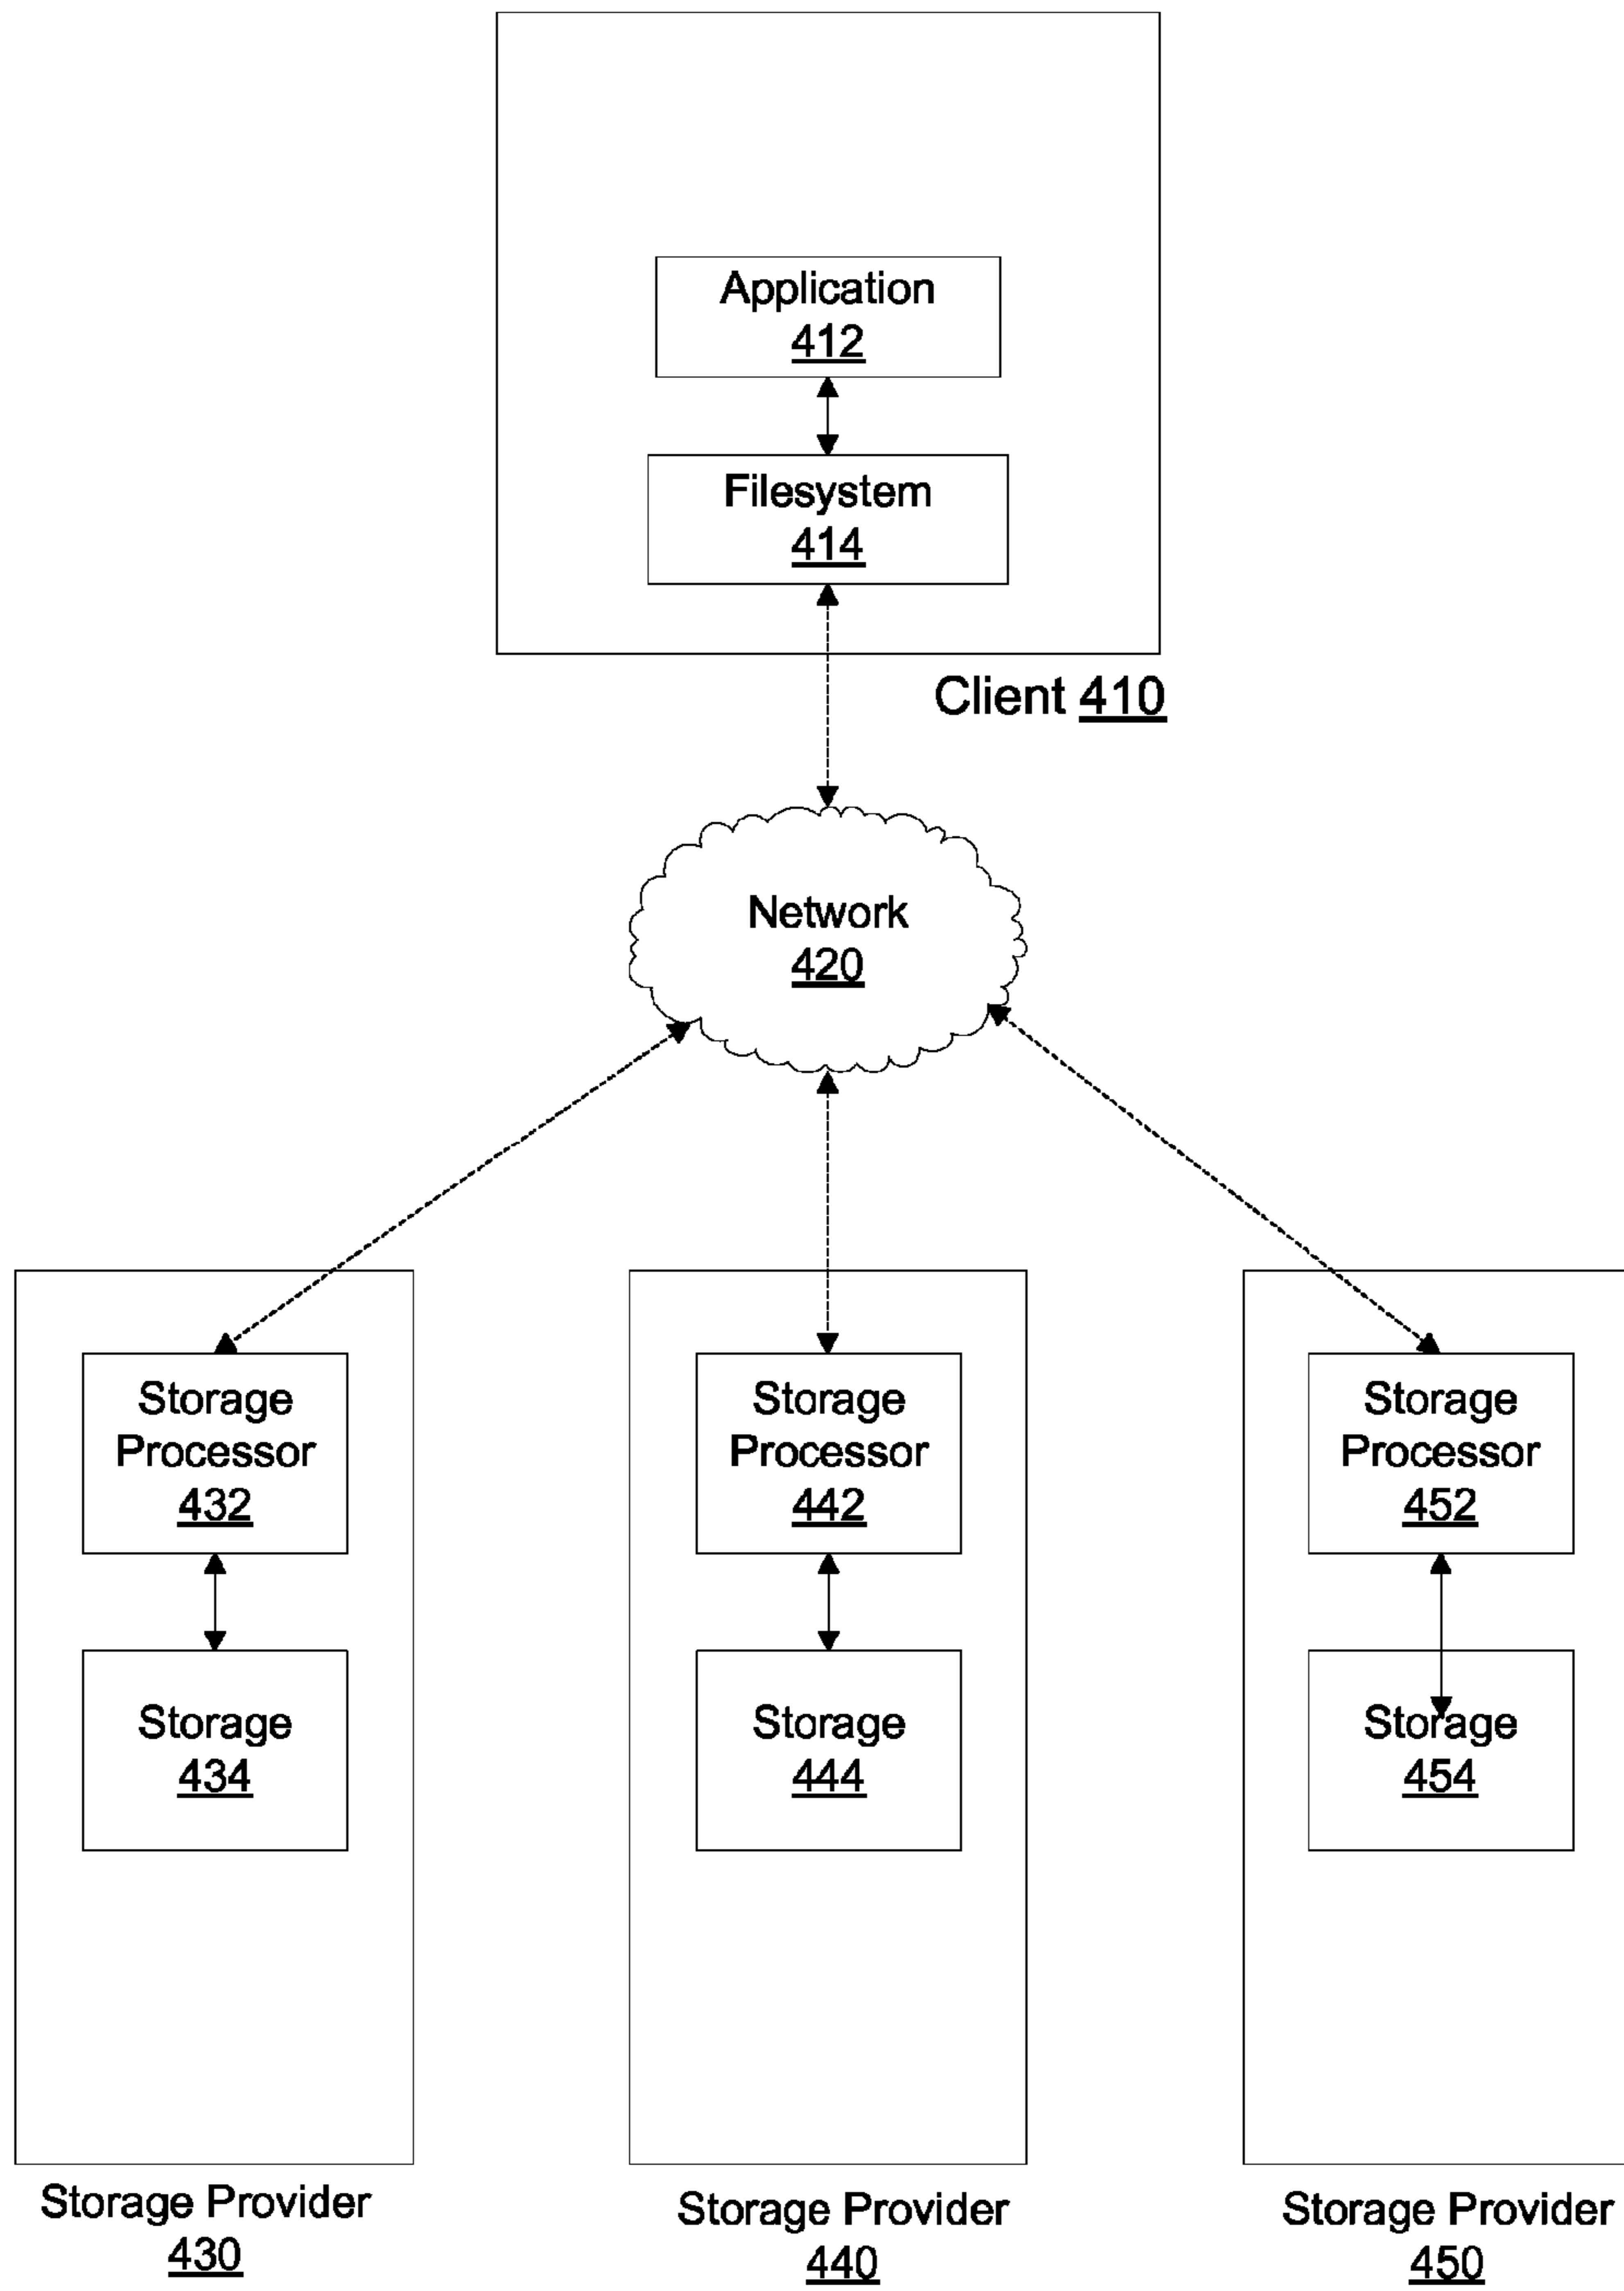 Application
412
Filesystem
414
Client 410
Network
420
Storage
Processor
432
Storage
434
Storage Provider
430
Storage
Processor
442
Storage
444
Storage Provider
440
Storage
Processor
452
Storage
454
Storage Provider
450